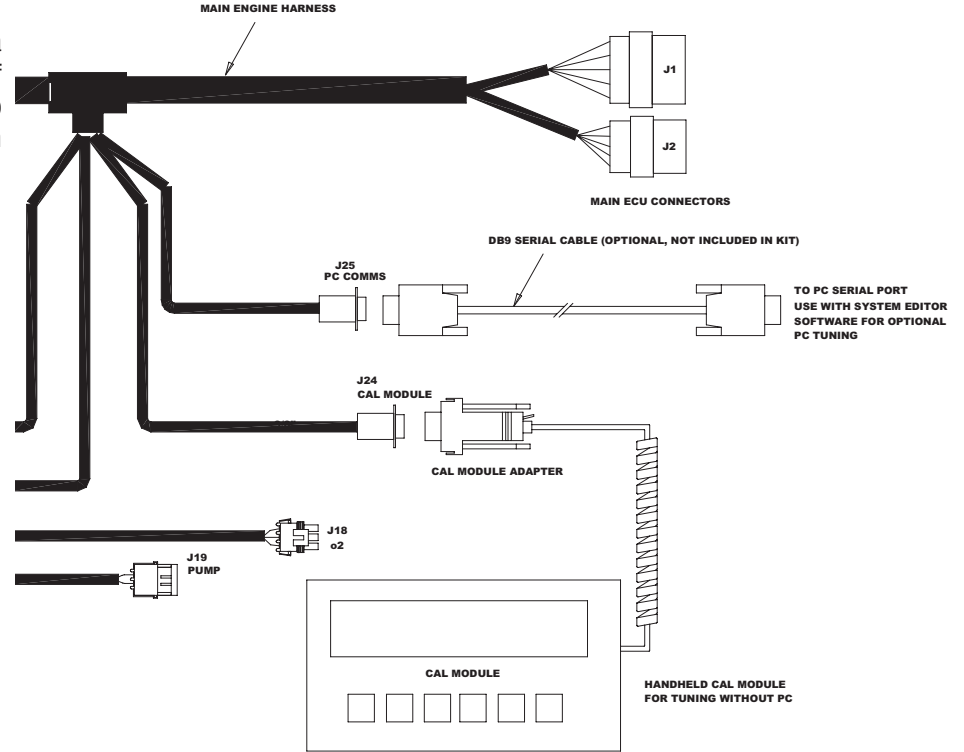 MAIN ENGINE HARNESS
J1
J2
MAIN ECU CONNECTORS
DB9 SERIAL CABLE (OPTIONAL, NOT INCLUDED IN KIT)
J25
PC COMMS
TO PC SERIAL PORT
USE WITH SYSTEM EDITOR
SOFTWARE FOR OPTIONAL
PC TUNING
J24
CAL MODULE
CAL MODULE ADAPTER
J18
o2
J19
PUMP
CAL MODULE
HANDHELD CAL MODULE
FOR TUNING WITHOUT PC